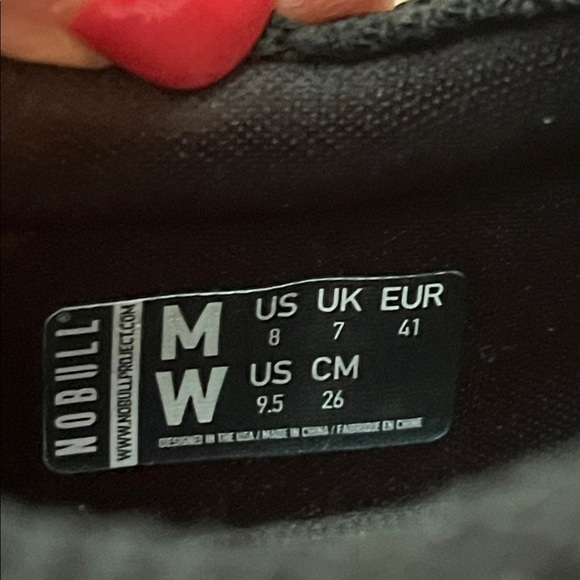 NOBULL®
WWW.NOBULLPROJECT.COM
M US UK EUR
8 7 41
W US CM
9.5 26
DESIGNED IN THE USA / MADE IN CHINA / FABRIQUE EN CHINE